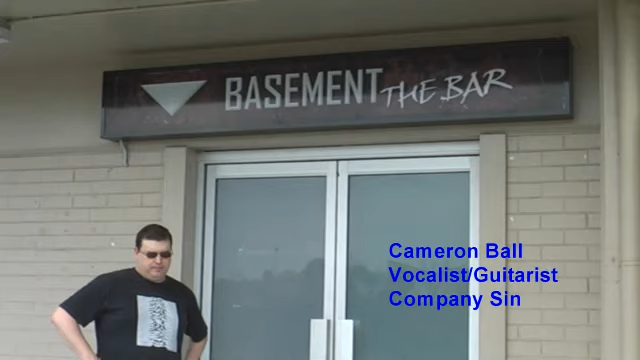 BASEMENT THE BAR
Cameron Ball
Vocalist/Guitarist
Company Sin